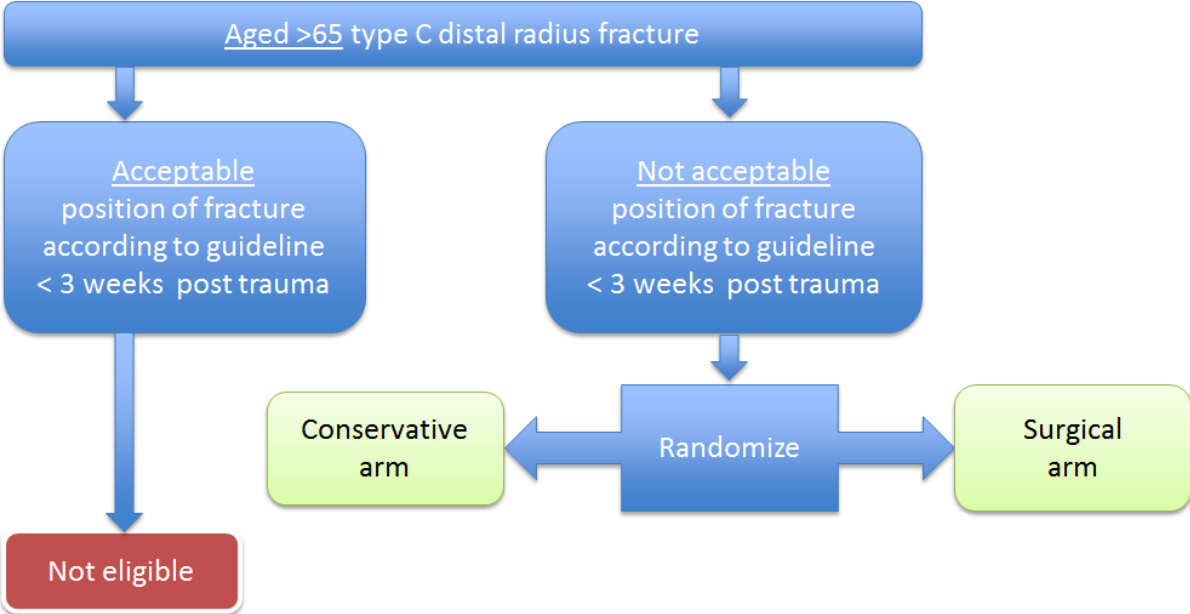 Aged >65 type C distal radius fracture
Acceptable
position of fracture
according to guideline
< 3 weeks  post trauma
Not acceptable
position of fracture
according to guideline
< 3 weeks  post trauma
Conservative
arm
Randomize
Surgical
arm
Not eligible